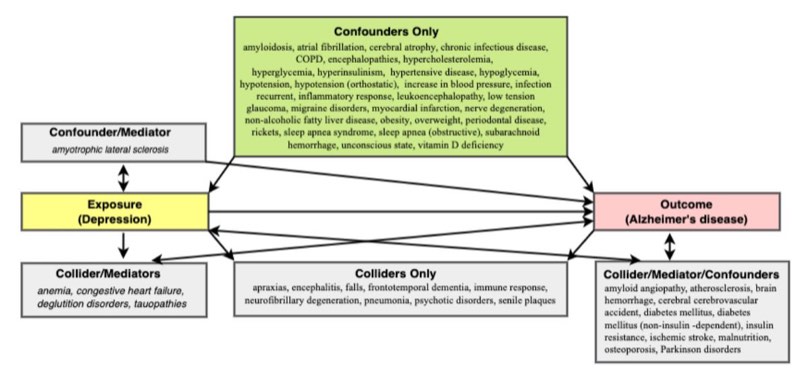 Confounders Only
amyloidosis, atrial fibrillation, cerebral atrophy, chronic infectious disease,
COPD, encephalopathies, hypercholesterolemia,
hyperglycemia, hyperinsulinism, hypertensive disease, hypoglycemia,
hypotension, hypotension (orthostatic), increase in blood pressure, infection
recurrent, inflammatory response, leukoencephalopathy, low tension
glaucoma, migraine disorders, myocardial infarction, nerve degeneration,
non-alcoholic fatty liver disease, obesity, overweight, periodontal disease,
rickets, sleep apnea syndrome, sleep apnea (obstructive), subarachnoid
hemorrhage, unconscious state, vitamin D deficiency
Confounder/Mediator
amyotrophic lateral sclerosis
Exposure
(Depression)
Outcome
(Alzheimer's disease)
Collider/Mediators
anemia, congestive heart failure,
deglutition disorders, tauopathies
Colliders Only
apraxias, encephalitis, falls, frontotemporal dementia, immune response,
neurofibrillary degeneration, pneumonia, psychotic disorders, senile plaques
Collider/Mediator/Confounders
amyloid angiopathy, atherosclerosis, brain
hemorrhage, cerebral cerebrovascular
accident, diabetes mellitus, diabetes
mellitus (non-insulin -dependent), insulin
resistance, ischemic stroke, malnutrition,
osteoporosis, Parkinson disorders